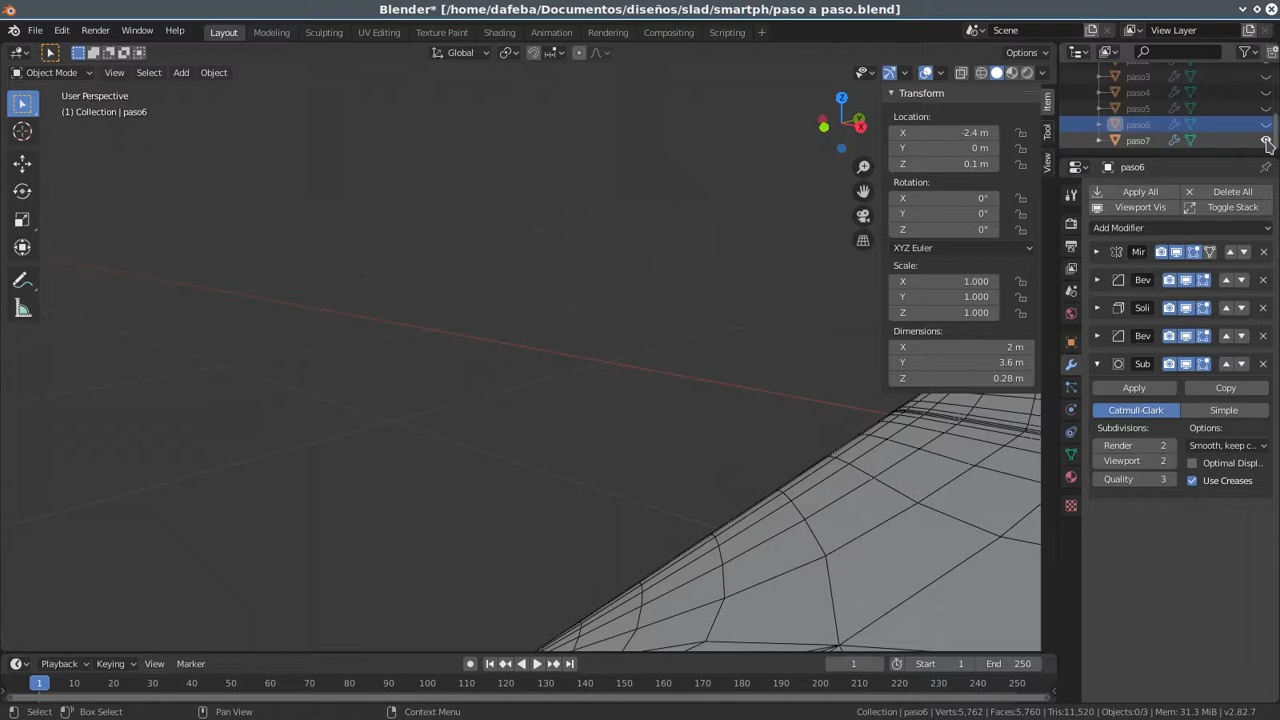 Blender* [/home/dafeba/Documentos/diseños/slad/smartph/paso a paso.blend]
File Edit Render Window Help Layout Modeling Sculpting UV Editing Texture Paint Shading Animation Rendering Compositing Scripting + Scene View Layer
Global Options
Object Mode View Select Add Object
User Perspective
(1) Collection | paso6
Z
Y
X
Item
Tool
View
Transform
Location:
X -2.4 m
Y 0 m
Z 0.1 m
Rotation:
X 0°
Y 0°
Z 0°
XYZ Euler
Scale:
X 1.000
Y 1.000
Z 1.000
Dimensions:
X 2 m
Y 3.6 m
Z 0.28 m
paso3
paso4
paso5
paso6
paso7
paso6
Apply All Delete All
Viewport Vis Toggle Stack
Add Modifier
Mir
Bev
Soli
Bev
Sub
Apply Copy
Catmull-Clark Simple
Subdivisions: Options:
Render 2 Smooth, keep c..
Viewport 2 Optimal Displ..
Quality 3 Use Creases
Playback Keying View Marker 1 Start 1 End 250
1 10 20 30 40 50 60 70 80 90 100 110 120 130 140 150 160 170 180 190 200 210 220 230 240 250
Select Box Select Pan View Context Menu Collection | paso6 | Verts:5,762 | Faces:5,760 | Tris:11,520 | Objects:0/3 | Mem: 31.3 MiB | v2.82.7